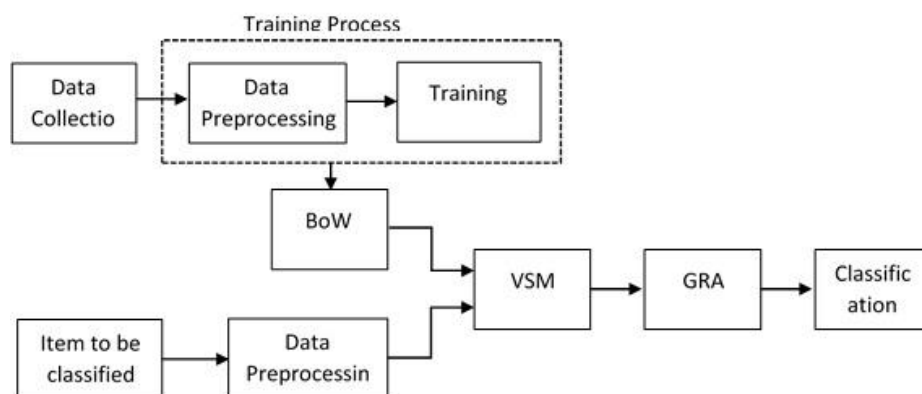 Training Process
Data
Collectio
Data
Preprocessing
Training
BoW
VSM
GRA
Classific
ation
Item to be
classified
Data
Preprocessin